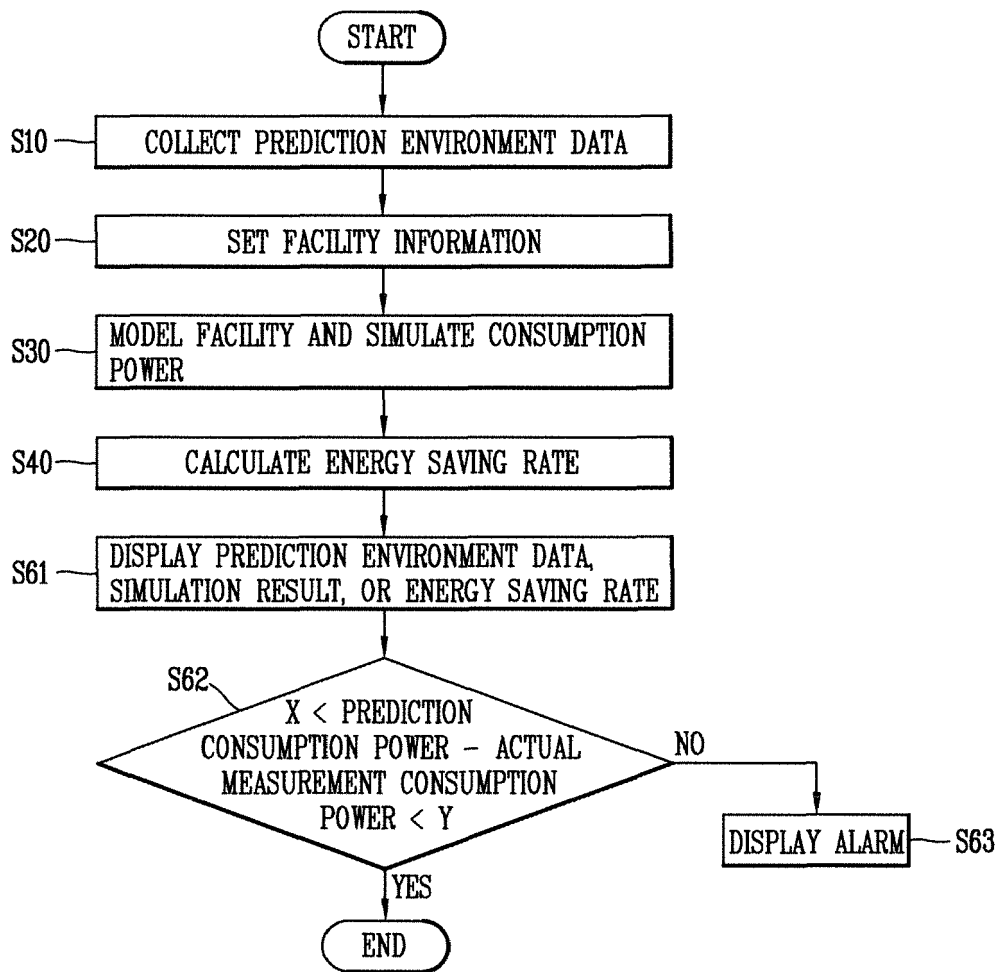 START
S10
COLLECT PREDICTION ENVIRONMENT DATA
S20
SET FACILITY INFORMATION
S30
MODEL FACILITY AND SIMULATE CONSUMPTION
POWER
S40
CALCULATE ENERGY SAVING RATE
S61
DISPLAY PREDICTION ENVIRONMENT DATA,
SIMULATION RESULT, OR ENERGY SAVING RATE
S62
X < PREDICTION
CONSUMPTION POWER - ACTUAL
MEASUREMENT CONSUMPTION
POWER < Y
NO
DISPLAY ALARM
S63
YES
END